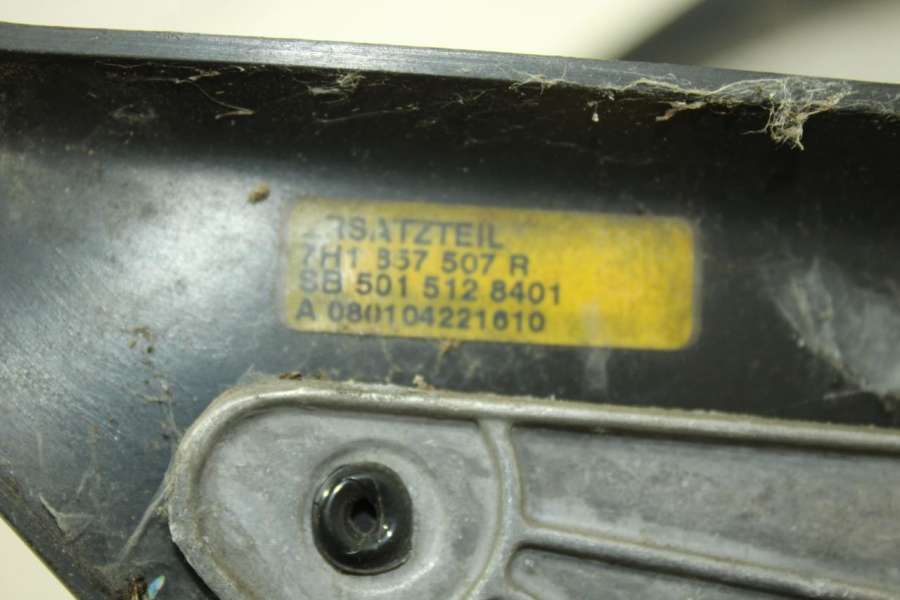 ERSATZTEIL
7H1 857 507 R
SB 501 512 8401
A 080104221610